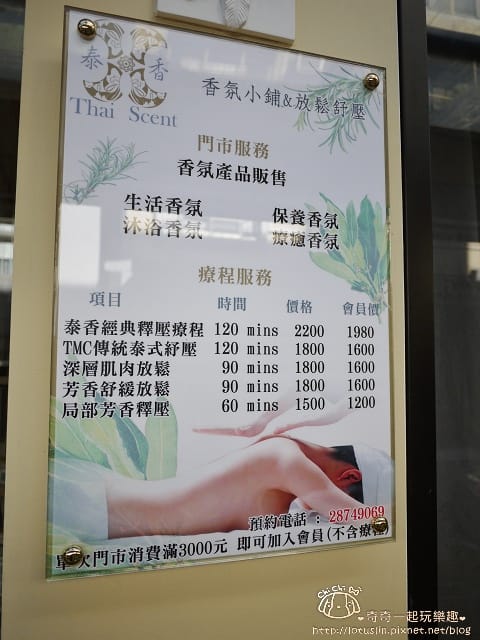 泰 香
Thai Scent
香氛小鋪&放鬆舒壓
門市服務
香氛產品販售
生活香氛 保養香氛
沐浴香氛 療癒香氛
療程服務
項目 時間 價格 會員價
泰香經典釋壓療程 120 mins 2200 1980
TMC傳統泰式紓壓 120 mins 1800 1600
深層肌肉放鬆 90 mins 1800 1600
芳香舒緩放鬆 90 mins 1800 1600
局部芳香釋壓 60 mins 1500 1200
預約電話 : 28749069
單次門市消費滿3000元 即可加入會員(不含療程)
Chi Chi Go
奇奇一起玩樂趣
http://lotusjin.pixnet.net/blog